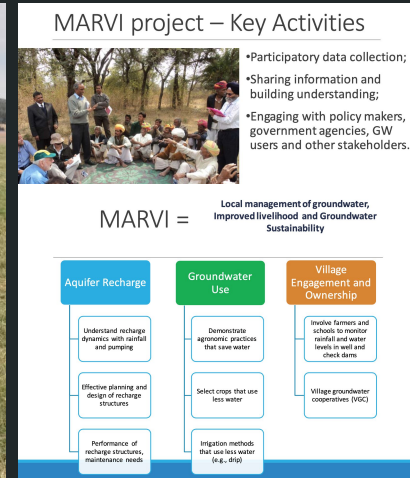 MARVI project – Key Activities
•Participatory data collection;
•Sharing information and
building understanding;
•Engaging with policy makers,
government agencies, GW
users and other stakeholders.
MARVI =
Local management of groundwater,
Improved livelihood and Groundwater
Sustainability
Aquifer Recharge
Understand recharge
dynamics with rainfall
and pumping
Effective planning and
design of recharge
structures
Performance of
recharge structures,
maintenance needs
Groundwater
Use
Demonstrate
agronomic practices
that save water
Select crops that use
less water
Irrigation methods
that use less water
(e.g., drip)
Village
Engagement and
Ownership
Involve farmers and
schools to monitor
rainfall and water
levels in well and
check dams
Village groundwater
cooperatives (VGC)